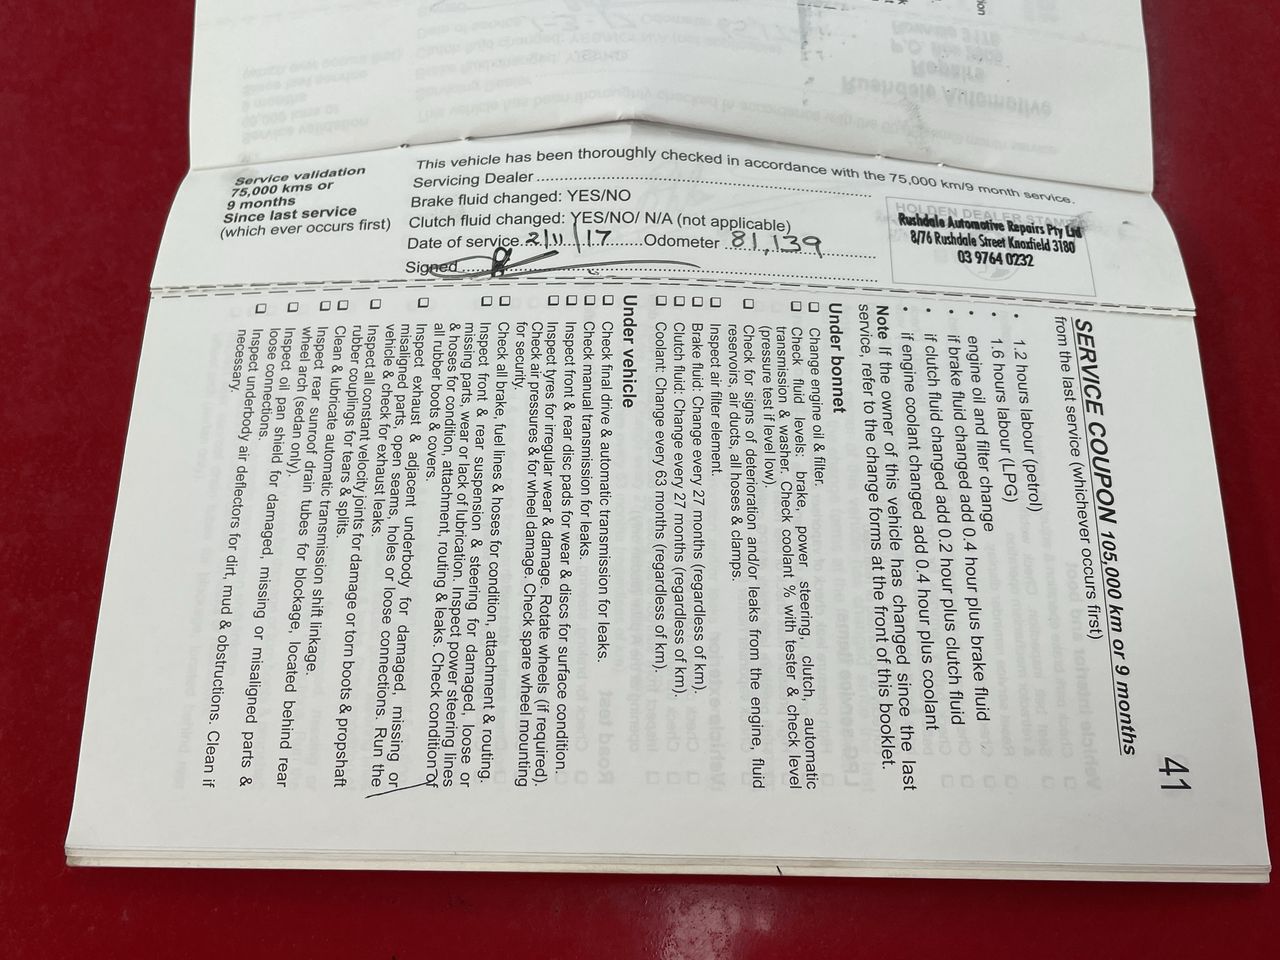 Service validation
75,000 kms or
9 months
Since last service
(which ever occurs first)
This vehicle has been thoroughly checked in accordance with the 75,000 km/9 month service.
Servicing Dealer
Brake fluid changed: YES/NO
Clutch fluid changed: YES/NO/ N/A (not applicable)
Date of service 2/11/17 Odometer 81,139
Signed
HOLDEN DEALER STAMP
Rushdale Automotive Repairs Pty Ltd
8/76 Rushdale Street Knoxfield 3180
03 9764 0232
41
SERVICE COUPON 105,000 km or 9 months
from the last service (whichever occurs first)
• 1.2 hours labour (petrol)
• 1.6 hours labour (LPG)
• engine oil and filter change
• if brake fluid changed add 0.4 hour plus brake fluid
• if clutch fluid changed add 0.2 hour plus clutch fluid
• if engine coolant changed add 0.4 hour plus coolant
Note If the owner of this vehicle has changed since the last
service, refer to the change forms at the front of this booklet.
Under bonnet
☐ Change engine oil & filter.
☐ Check fluid levels: brake, power steering, clutch, automatic
transmission & washer. Check coolant % with tester & check level
(pressure test if level low).
☐ Check for signs of deterioration and/or leaks from the engine, fluid
reservoirs, air ducts, all hoses & clamps.
☐ Inspect air filter element.
☐ Brake fluid: Change every 27 months (regardless of km).
☐ Clutch fluid: Change every 27 months (regardless of km).
☐ Coolant: Change every 63 months (regardless of km).
Under vehicle
☐ Check final drive & automatic transmission for leaks.
☐ Check manual transmission for leaks.
☐ Inspect front & rear disc pads for wear & discs for surface condition.
☐ Inspect tyres for irregular wear & damage. Rotate wheels (if required).
Check air pressures & for wheel damage. Check spare wheel mounting
for security.
☐ Check all brake, fuel lines & hoses for condition, attachment & routing.
☐ Inspect front & rear suspension & steering for damaged, loose or
missing parts, wear or lack of lubrication. Inspect power steering lines
& hoses for condition, attachment, routing & leaks. Check condition of
all rubber boots & covers.
☐ Inspect exhaust & adjacent underbody for damaged, missing or
misaligned parts, open seams, holes or loose connections. Run the
vehicle & check for exhaust leaks.
☐ Inspect all constant velocity joints for damage or torn boots & propshaft
rubber couplings for tears & splits.
☐ Clean & lubricate automatic transmission shift linkage.
☐ Inspect rear sunroof drain tubes for blockage, located behind rear
wheel arch (sedan only).
☐ Inspect oil pan shield for damaged, missing or misaligned parts &
loose connections.
☐ Inspect underbody air deflectors for dirt, mud & obstructions. Clean if
necessary.